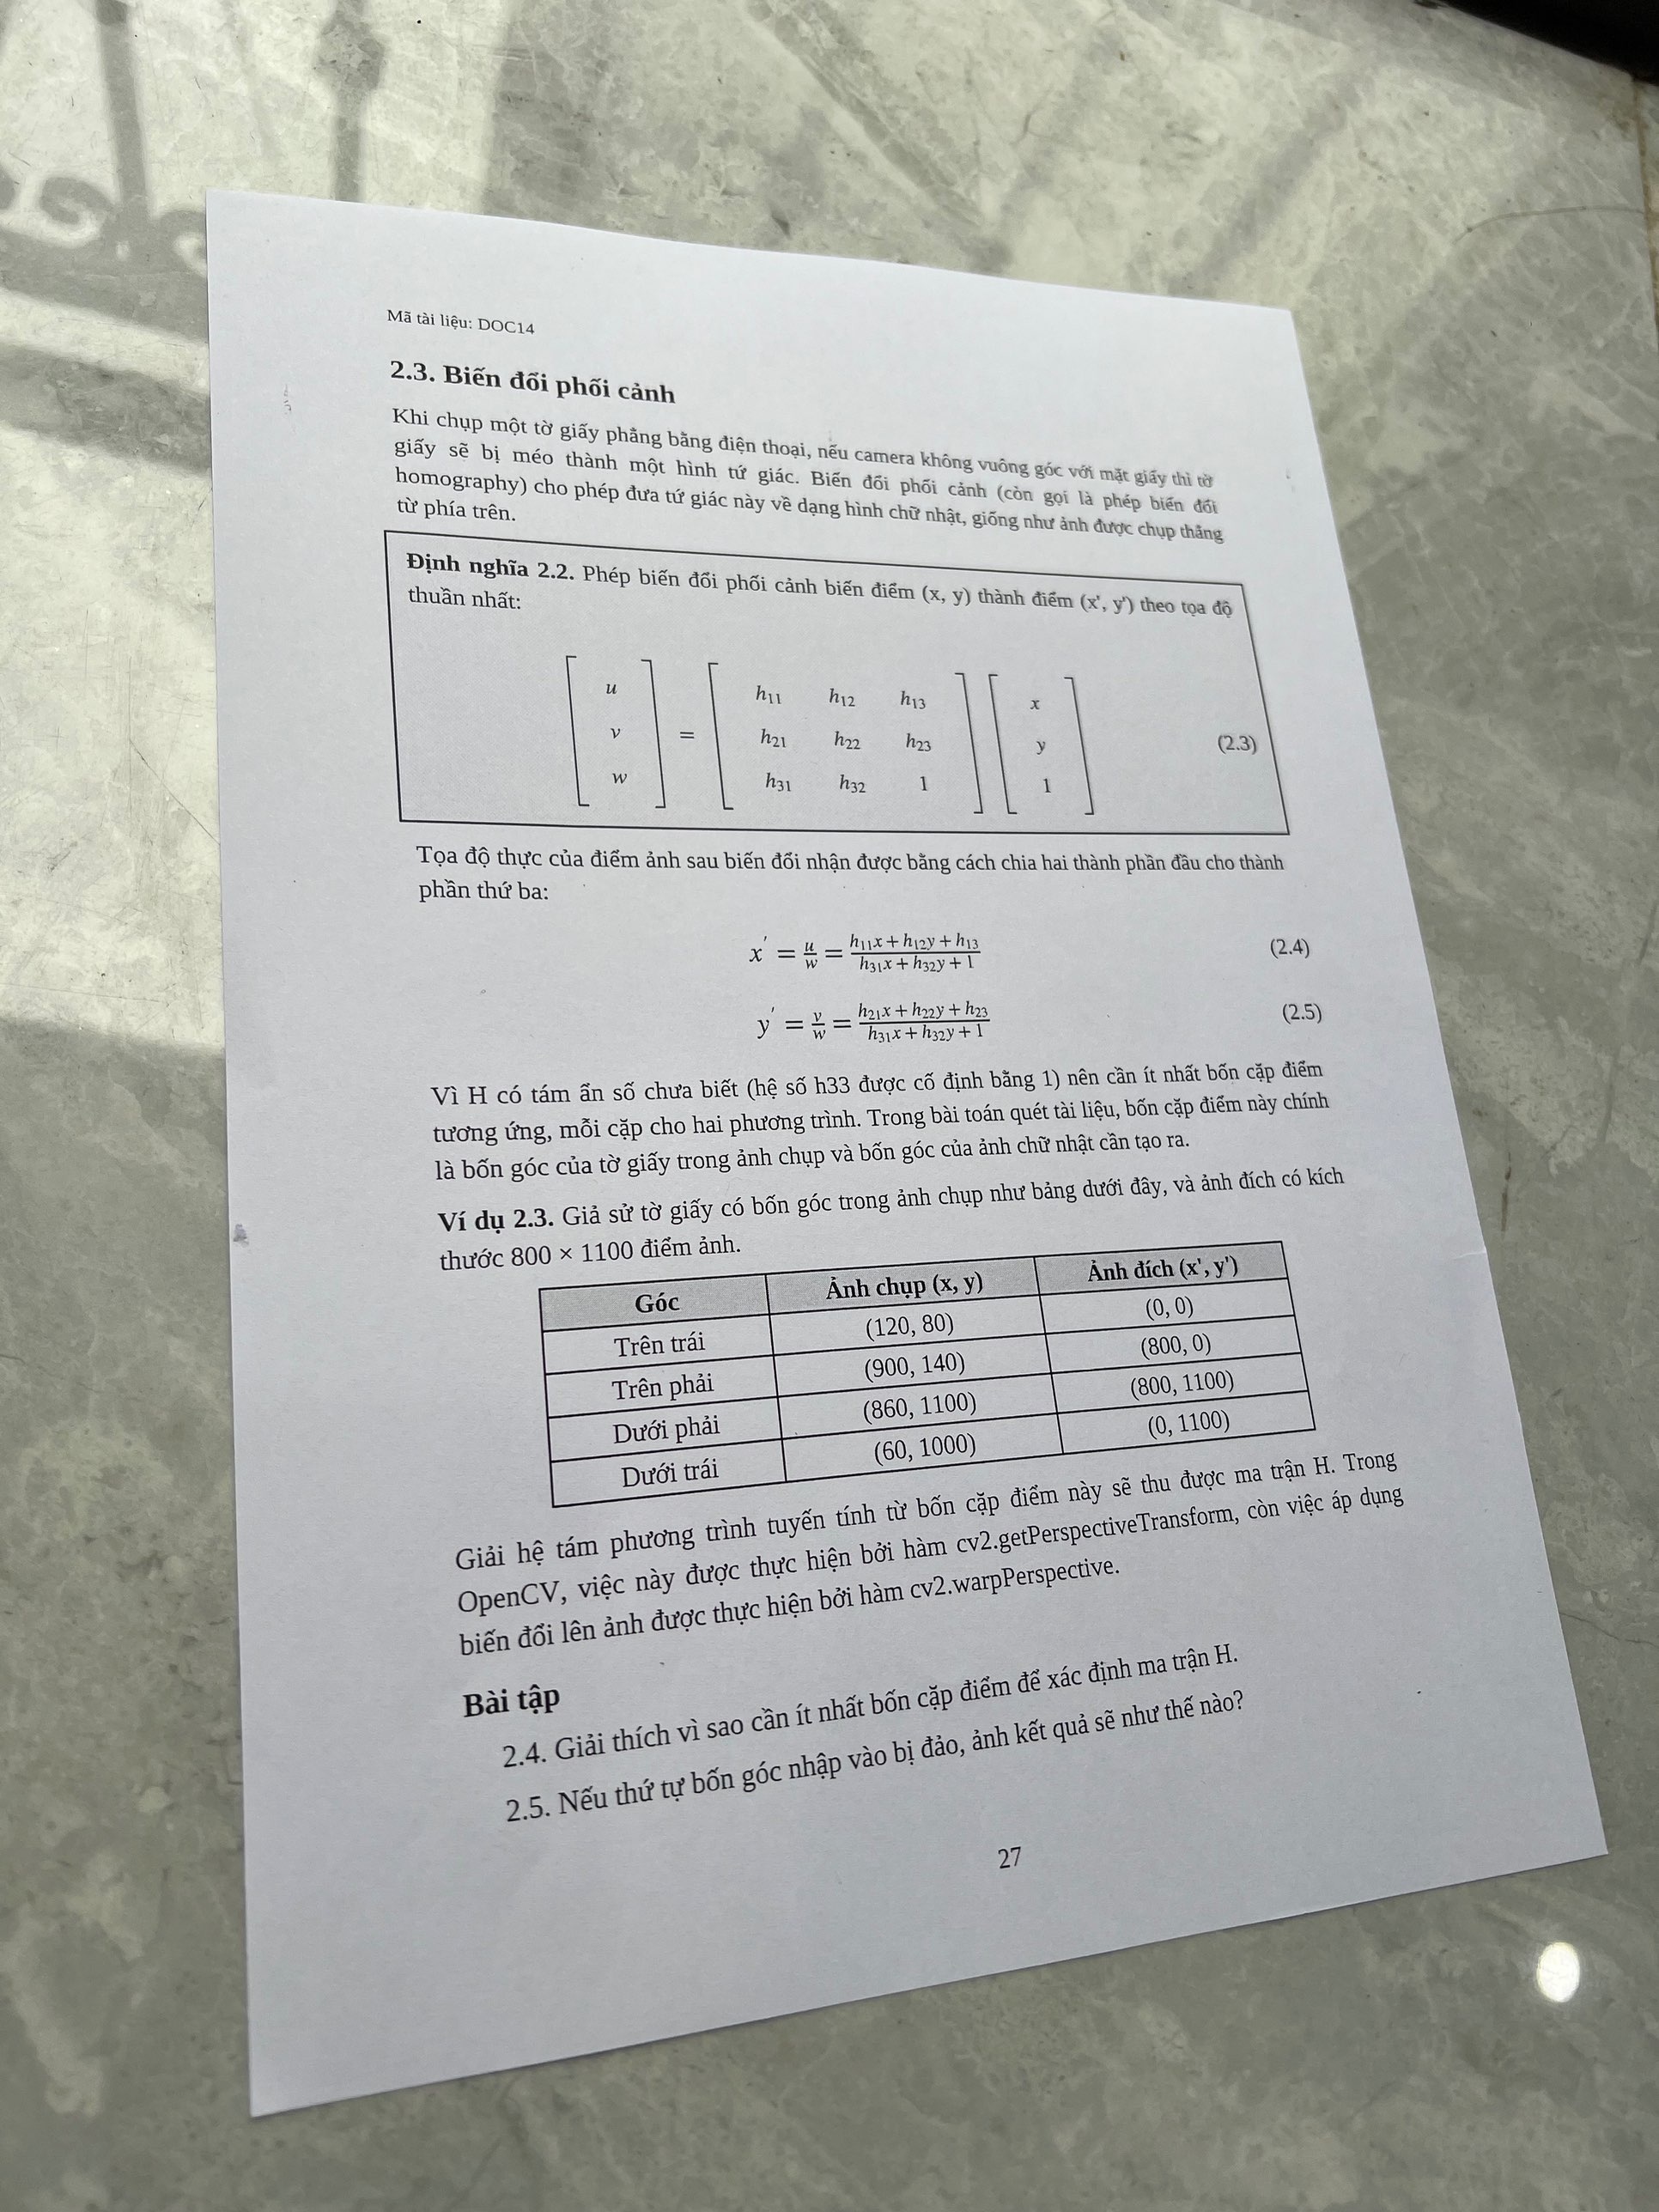 Mã tài liệu: DOC14
2.3. Biến đổi phối cảnh
Khi chụp một tờ giấy phẳng bằng điện thoại, nếu camera không vuông góc với mặt giấy thì tờ
giấy sẽ bị méo thành một hình tứ giác. Biến đổi phối cảnh (còn gọi là phép biến đổi
homography) cho phép đưa tứ giác này về dạng hình chữ nhật, giống như ảnh được chụp thẳng
từ phía trên.
Định nghĩa 2.2. Phép biến đổi phối cảnh biến điểm (x, y) thành điểm (x', y') theo tọa độ
thuần nhất:
u h₁₁ h₁₂ h₁₃ x
v = h₂₁ h₂₂ h₂₃ y (2.3)
w h₃₁ h₃₂ 1 1
Tọa độ thực của điểm ảnh sau biến đổi nhận được bằng cách chia hai thành phần đầu cho thành
phần thứ ba:
x' = u/w = (h₁₁x + h₁₂y + h₁₃)/(h₃₁x + h₃₂y + 1) (2.4)
y' = v/w = (h₂₁x + h₂₂y + h₂₃)/(h₃₁x + h₃₂y + 1) (2.5)
Vì H có tám ẩn số chưa biết (hệ số h33 được cố định bằng 1) nên cần ít nhất bốn cặp điểm
tương ứng, mỗi cặp cho hai phương trình. Trong bài toán quét tài liệu, bốn cặp điểm này chính
là bốn góc của tờ giấy trong ảnh chụp và bốn góc của ảnh chữ nhật cần tạo ra.
Ví dụ 2.3. Giả sử tờ giấy có bốn góc trong ảnh chụp như bảng dưới đây, và ảnh đích có kích
thước 800 × 1100 điểm ảnh.
Góc Ảnh chụp (x, y) Ảnh đích (x', y')
Trên trái (120, 80) (0, 0)
Trên phải (900, 140) (800, 0)
Dưới phải (860, 1100) (800, 1100)
Dưới trái (60, 1000) (0, 1100)
Giải hệ tám phương trình tuyến tính từ bốn cặp điểm này sẽ thu được ma trận H. Trong
OpenCV, việc này được thực hiện bởi hàm cv2.getPerspectiveTransform, còn việc áp dụng
biến đổi lên ảnh được thực hiện bởi hàm cv2.warpPerspective.
Bài tập
2.4. Giải thích vì sao cần ít nhất bốn cặp điểm để xác định ma trận H.
2.5. Nếu thứ tự bốn góc nhập vào bị đảo, ảnh kết quả sẽ như thế nào?
27